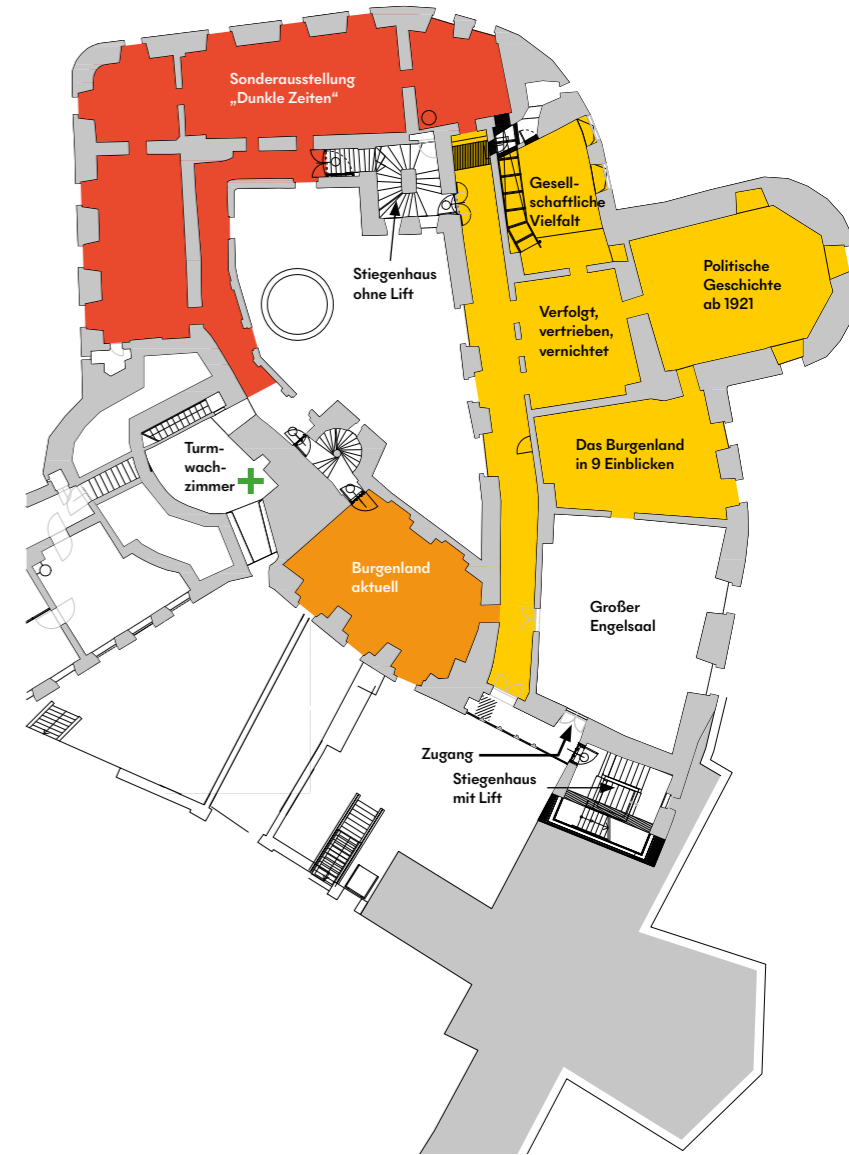 Sonderausstellung
„Dunkle Zeiten“
Gesell-
schaftliche
Vielfalt
Stiegenhaus
ohne Lift
Politische
Geschichte
ab 1921
Verfolgt,
vertrieben,
vernichtet
Turm-
wach-
zimmer
Das Burgenland
in 9 Einblicken
Burgenland
aktuell
Großer
Engelsaal
Zugang
Stiegenhaus
mit Lift